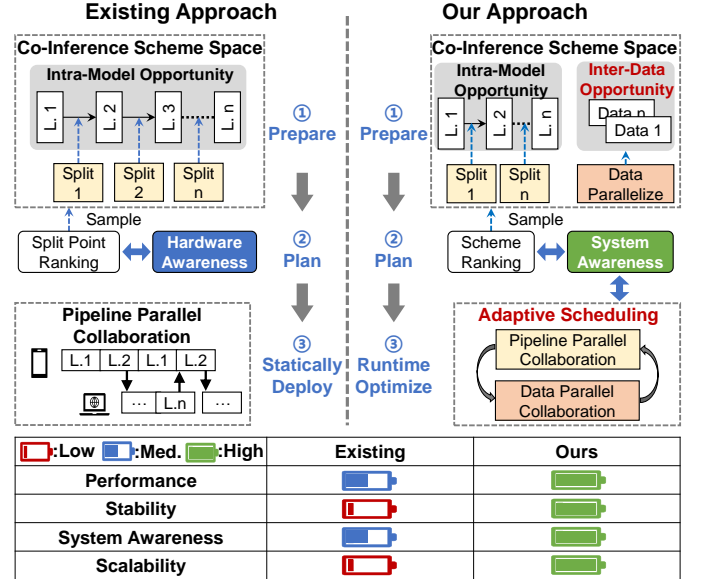 Existing Approach
Co-Inference Scheme Space
Intra-Model Opportunity
L. 1
L. 2
L. 3
L. n
Split
1
Split
2
Split
n
Sample
Split Point
Ranking
Hardware
Awareness
Pipeline Parallel
Collaboration
L.1
L.2
L.1
L.2
...
L.n
...
①
Prepare
②
Plan
③
Statically
Deploy
Our Approach
①
Prepare
②
Plan
③
Runtime
Optimize
Co-Inference Scheme Space
Intra-Model
Opportunity
L. 1
L. 2
L. n
Split
1
Split
n
Inter-Data
Opportunity
Data n
Data 1
Data
Parallelize
Sample
Scheme
Ranking
System
Awareness
Adaptive Scheduling
Pipeline Parallel
Collaboration
Data Parallel
Collaboration
:Low :Med. :High Existing Ours
Performance
Stability
System Awareness
Scalability